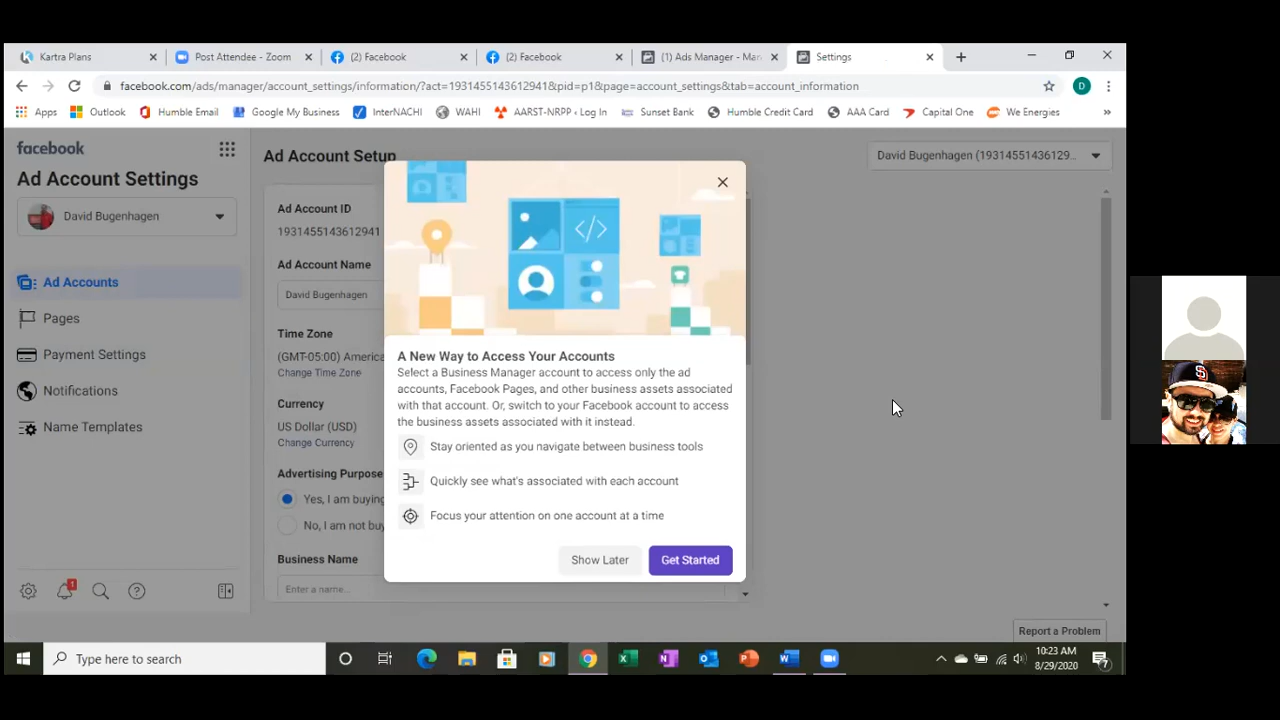 Kartra Plans
Post Attendee - Zoom
(2) Facebook
(2) Facebook
(1) Ads Manager - Man
Settings
facebook.com/ads/manager/account_settings/information/?act=1931455143612941&pid=p1&page=account_settings&tab=account_information
D
Apps
Outlook
Humble Email
Google My Business
InterNACHI
WAHI
AARST-NRPP ‹ Log In
Sunset Bank
Humble Credit Card
AAA Card
Capital One
We Energies
»
facebook
Ad Account Settings
David Bugenhagen
Ad Accounts
Pages
Payment Settings
Notifications
Name Templates
1
Ad Account Setup
David Bugenhagen (19314551436129...
Ad Account ID
1931455143612941
Ad Account Name
David Bugenhagen
Time Zone
(GMT-05:00) America
Change Time Zone
Currency
US Dollar (USD)
Change Currency
Advertising Purpose
Yes, I am buying
No, I am not buy
Business Name
Enter a name...
A New Way to Access Your Accounts
Select a Business Manager account to access only the ad
accounts, Facebook Pages, and other business assets associated
with that account. Or, switch to your Facebook account to access
the business assets associated with it instead.
Stay oriented as you navigate between business tools
Quickly see what's associated with each account
Focus your attention on one account at a time
Show Later
Get Started
Report a Problem
Type here to search
10:23 AM
8/29/2020
7